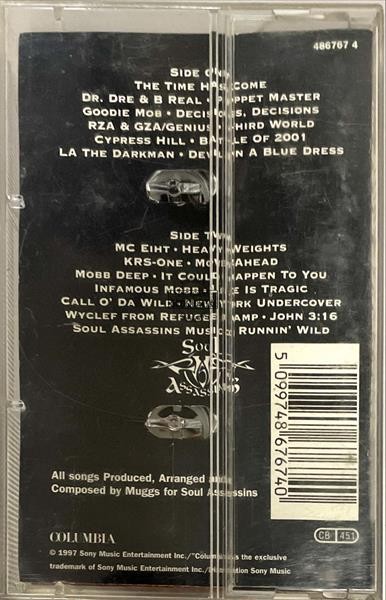 486767 4
Side One
The Time Has Come
Dr. Dre & B Real • Puppet Master
Goodie Mob • Decisions, Decisions
RZA & GZA/Genius • Third World
Cypress Hill • Battle Of 2001
LA The Darkman • Devil In A Blue Dress
Side Two
MC Eiht • Heavy Weights
KRS-One • Move Ahead
Mobb Deep • It Could Happen To You
Infamous Mobb • Life Is Tragic
Call O' Da Wild • New York Undercover
Wyclef From Refugee Camp • John 3:16
Soul Assassins Music • Runnin' Wild
Soul
Assassins
5 099748 676740
All songs Produced, Arranged and
Composed by Muggs for Soul Assassins
COLUMBIA
CB 451
© 1997 Sony Music Entertainment Inc./"Columbia" is the exclusive
trademark of Sony Music Entertainment Inc./Distribution Sony Music